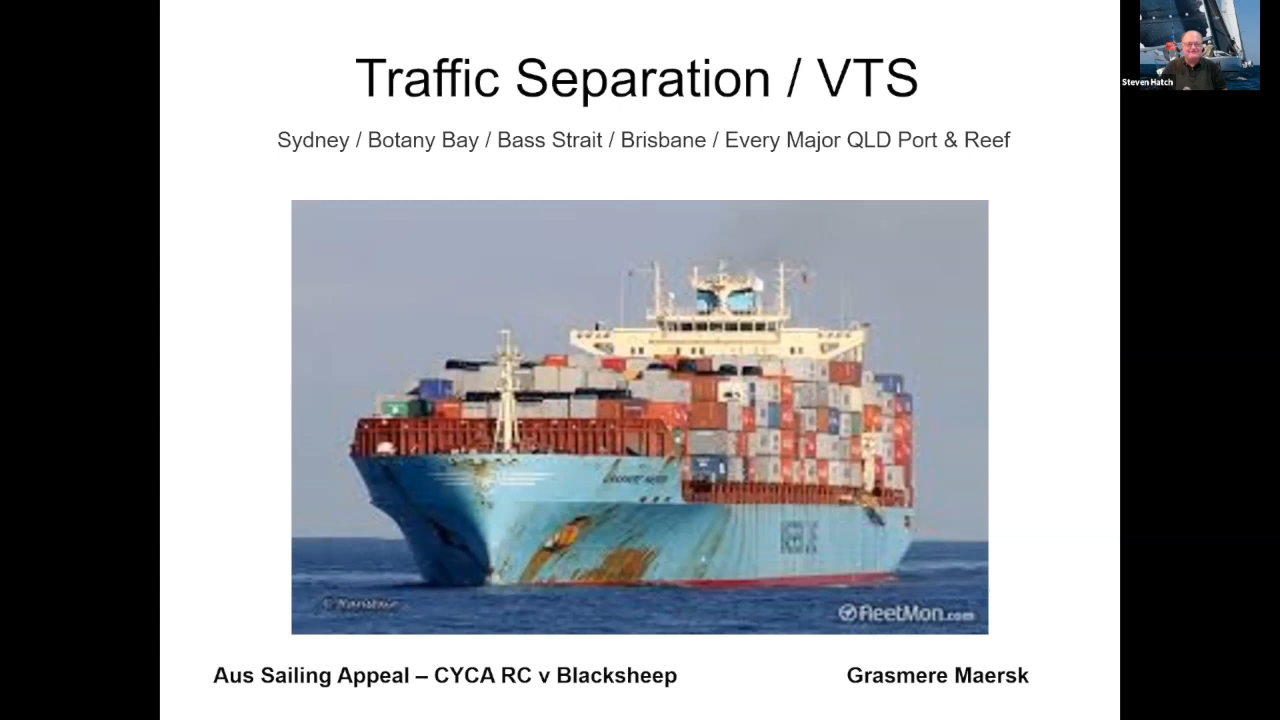 Traffic Separation / VTS
Steven Hatch
Sydney / Botany Bay / Bass Strait / Brisbane / Every Major QLD Port & Reef
FleetMon.com
Aus Sailing Appeal – CYCA RC v Blacksheep
Grasmere Maersk